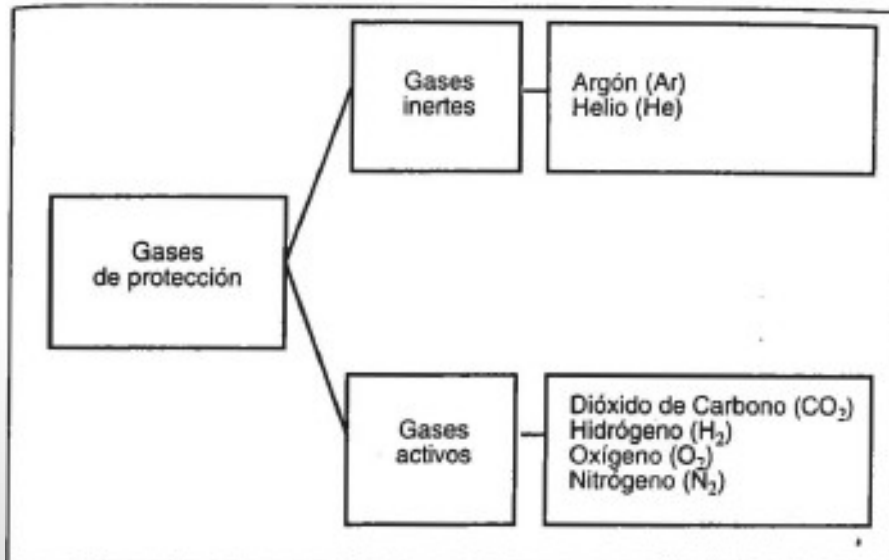 Gases
inertes
Argón (Ar)
Helio (He)
Gases
de protección
Gases
activos
Dióxido de Carbono (CO₂)
Hidrógeno (H₂)
Oxígeno (O₂)
Nitrógeno (N₂)